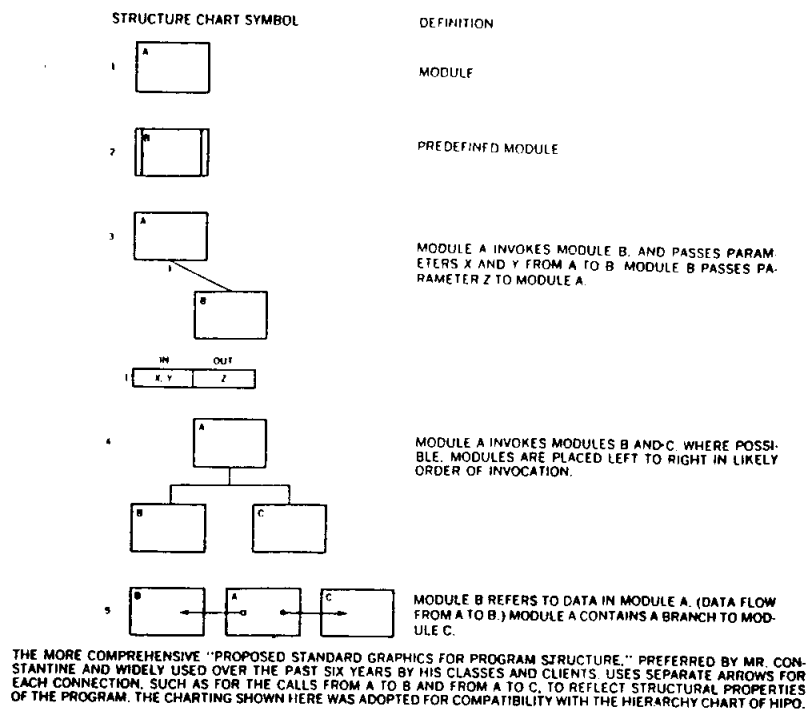 STRUCTURE CHART SYMBOL DEFINITION
1 A MODULE
2 B PREDEFINED MODULE
3 A
MODULE A INVOKES MODULE B, AND PASSES PARAM-
ETERS X AND Y FROM A TO B. MODULE B PASSES PA-
RAMETER Z TO MODULE A.
1
B
IN OUT
1 X, Y Z
4 A
MODULE A INVOKES MODULES B AND C. WHERE POSSI-
BLE, MODULES ARE PLACED LEFT TO RIGHT IN LIKELY
ORDER OF INVOCATION.
B C
5 B A C
MODULE B REFERS TO DATA IN MODULE A. (DATA FLOW
FROM A TO B.) MODULE A CONTAINS A BRANCH TO MOD-
ULE C.
THE MORE COMPREHENSIVE "PROPOSED STANDARD GRAPHICS FOR PROGRAM STRUCTURE," PREFERRED BY MR. CON-
STANTINE AND WIDELY USED OVER THE PAST SIX YEARS BY HIS CLASSES AND CLIENTS, USES SEPARATE ARROWS FOR
EACH CONNECTION, SUCH AS FOR THE CALLS FROM A TO B AND FROM A TO C, TO REFLECT STRUCTURAL PROPERTIES
OF THE PROGRAM. THE CHARTING SHOWN HERE WAS ADOPTED FOR COMPATIBILITY WITH THE HIERARCHY CHART OF HIPO.